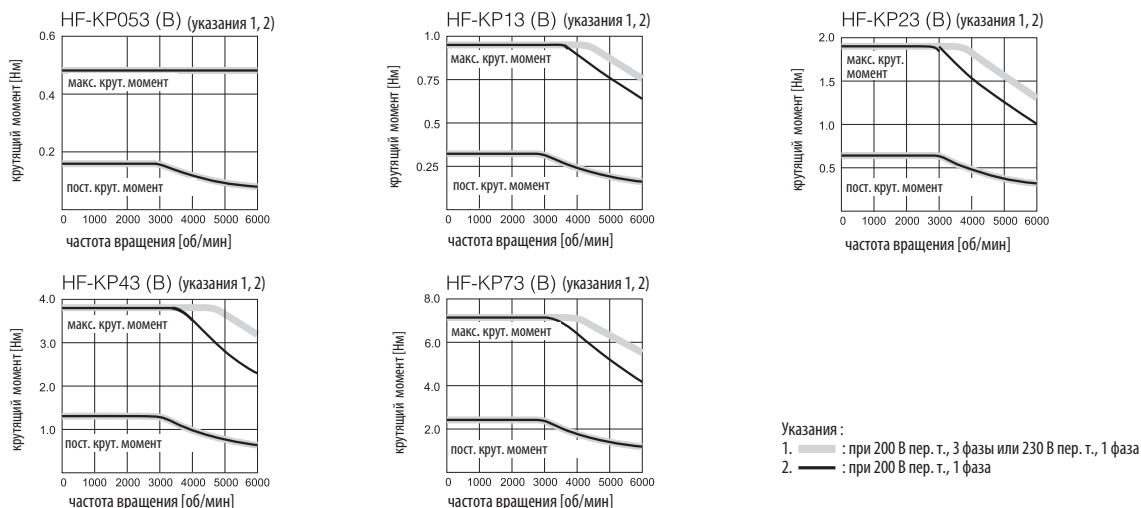 HF-KP053 (B) (указания 1, 2)
крутящий момент [Нм]
0.6
0.4
0.2
макс. крут. момент
пост. крут. момент
0 1000 2000 3000 4000 5000 6000
частота вращения [об/мин]
HF-KP13 (B) (указания 1, 2)
крутящий момент [Нм]
1.0
0.75
0.5
0.25
макс. крут. момент
пост. крут. момент
0 1000 2000 3000 4000 5000 6000
частота вращения [об/мин]
HF-KP23 (B) (указания 1, 2)
крутящий момент [Нм]
2.0
1.5
1.0
0.5
макс. крут.
момент
пост. крут. момент
0 1000 2000 3000 4000 5000 6000
частота вращения [об/мин]
HF-KP43 (B) (указания 1, 2)
крутящий момент [Нм]
4.0
3.0
2.0
1.0
макс. крут. момент
пост. крут. момент
0 1000 2000 3000 4000 5000 6000
частота вращения [об/мин]
HF-KP73 (B) (указания 1, 2)
крутящий момент [Нм]
8.0
6.0
4.0
2.0
макс. крут. момент
пост. крут. момент
0 1000 2000 3000 4000 5000 6000
частота вращения [об/мин]
Указания :
1. : при 200 В пер. т., 3 фазы или 230 В пер. т., 1 фаза
2. : при 200 В пер. т., 1 фаза